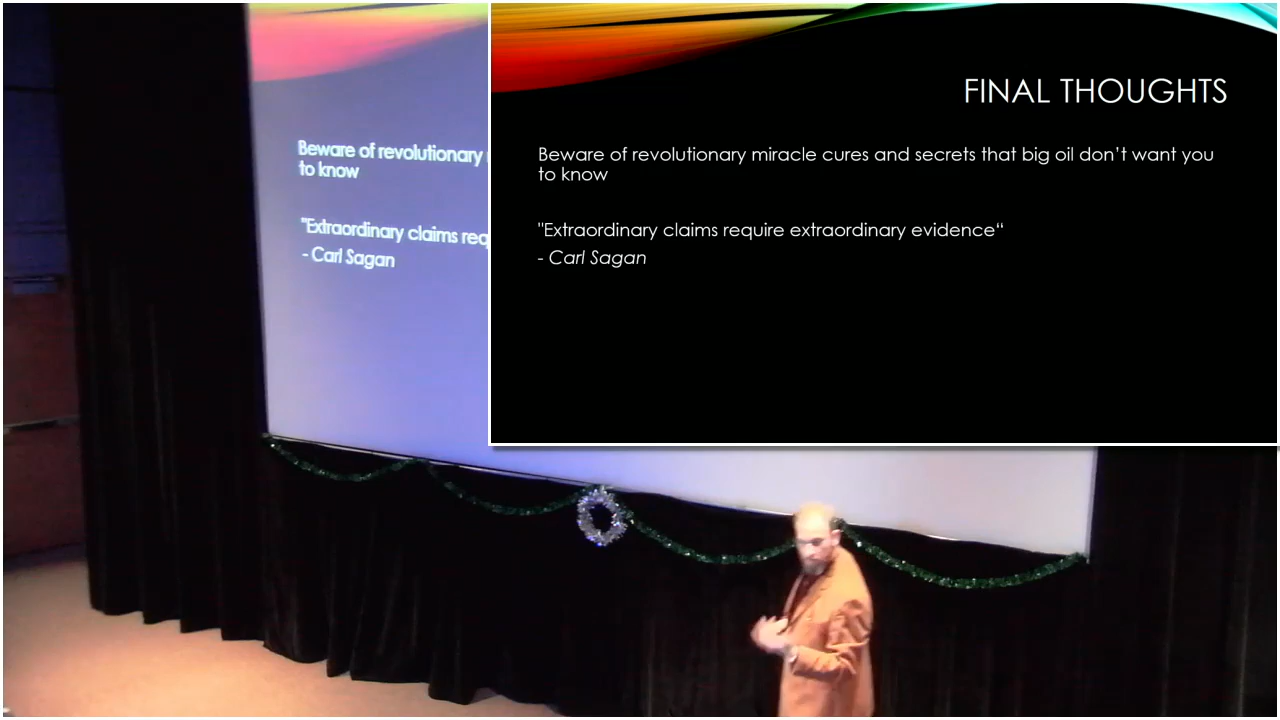 Beware of revolutionary
to know
"Extraordinary claims req
- Carl Sagan
FINAL THOUGHTS
Beware of revolutionary miracle cures and secrets that big oil don’t want you
to know
"Extraordinary claims require extraordinary evidence“
- Carl Sagan